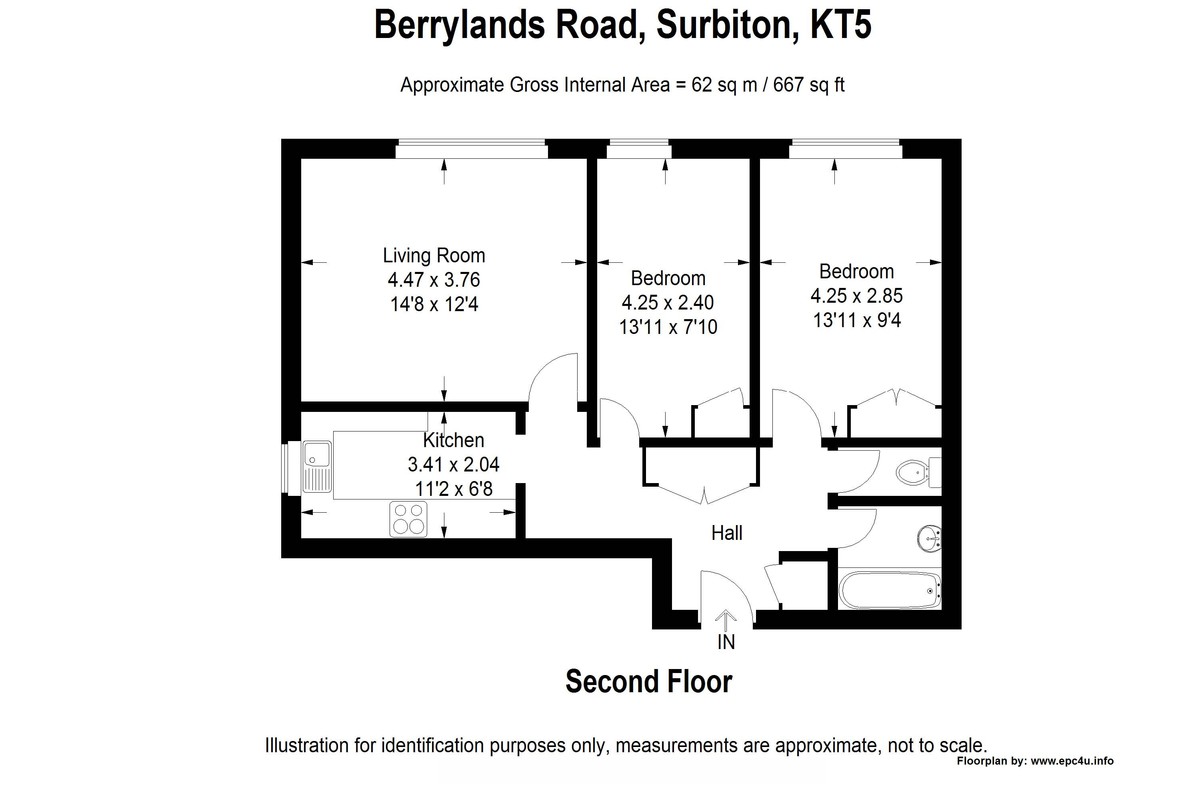 Berrylands Road, Surbiton, KT5
Approximate Gross Internal Area = 62 sq m / 667 sq ft
Living Room
4.47 x 3.76
14'8 x 12'4
Bedroom
4.25 x 2.40
13'11 x 7'10
Bedroom
4.25 x 2.85
13'11 x 9'4
Kitchen
3.41 x 2.04
11'2 x 6'8
Hall
IN
Second Floor
Illustration for identification purposes only, measurements are approximate, not to scale.
Floorplan by: www.epc4u.info